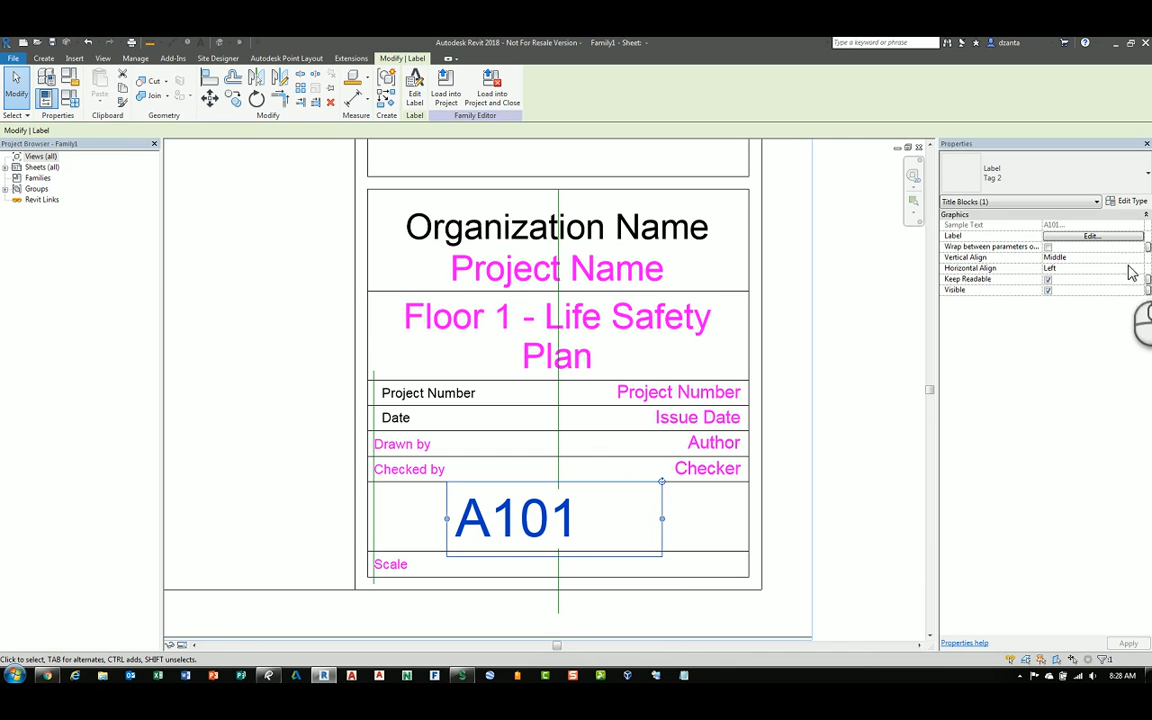 Autodesk Revit 2018 - Not For Resale Version - Family1 - Sheet: -
Type a keyword or phrase
dzanta
File Create Insert View Manage Add-Ins Site Designer Autodesk Point Layout Extensions Modify | Label
Modify
Paste
Cut
Join
Edit Label
Load into Project
Load into Project and Close
Select Properties Clipboard Geometry Modify Measure Create Label Family Editor
Modify | Label
Project Browser - Family1
Views (all)
Sheets (all)
Families
Groups
Revit Links
Organization Name
Project Name
Floor 1 - Life Safety
Plan
Project Number Project Number
Date Issue Date
Drawn by Author
Checked by Checker
A101
Scale
Properties
Label
Tag 2
Title Blocks (1) Edit Type
Graphics
Sample Text A101...
Label Edit...
Wrap between parameters o...
Vertical Align Middle
Horizontal Align Left
Keep Readable
Visible
Properties help Apply
Click to select, TAB for alternates, CTRL adds, SHIFT unselects.
:1
8:28 AM